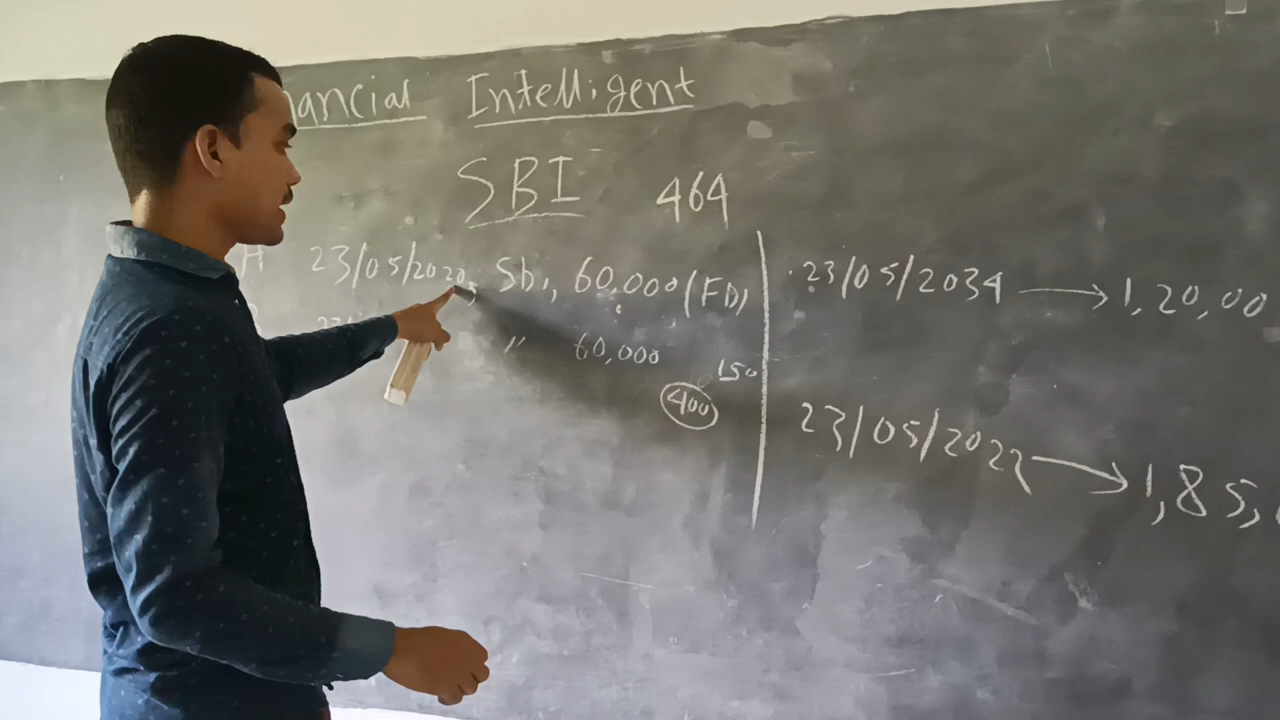 nancial Intelligent
SBI 464
A 23/05/2020, Sbi, 60,000 (FD)
〃 60,000
150
400
23/05/2034 → 1,20,00
23/05/2022 → 1,85,